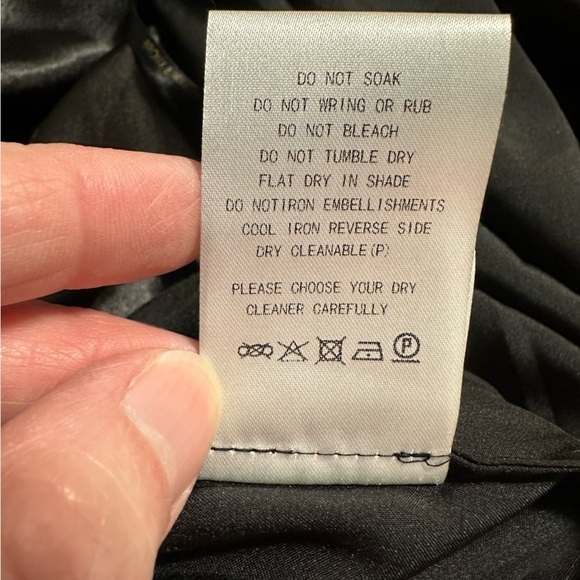 DO NOT SOAK
DO NOT WRING OR RUB
DO NOT BLEACH
DO NOT TUMBLE DRY
FLAT DRY IN SHADE
DO NOTIRON EMBELLISHMENTS
COOL IRON REVERSE SIDE
DRY CLEANABLE(P)
PLEASE CHOOSE YOUR DRY
CLEANER CAREFULLY
P